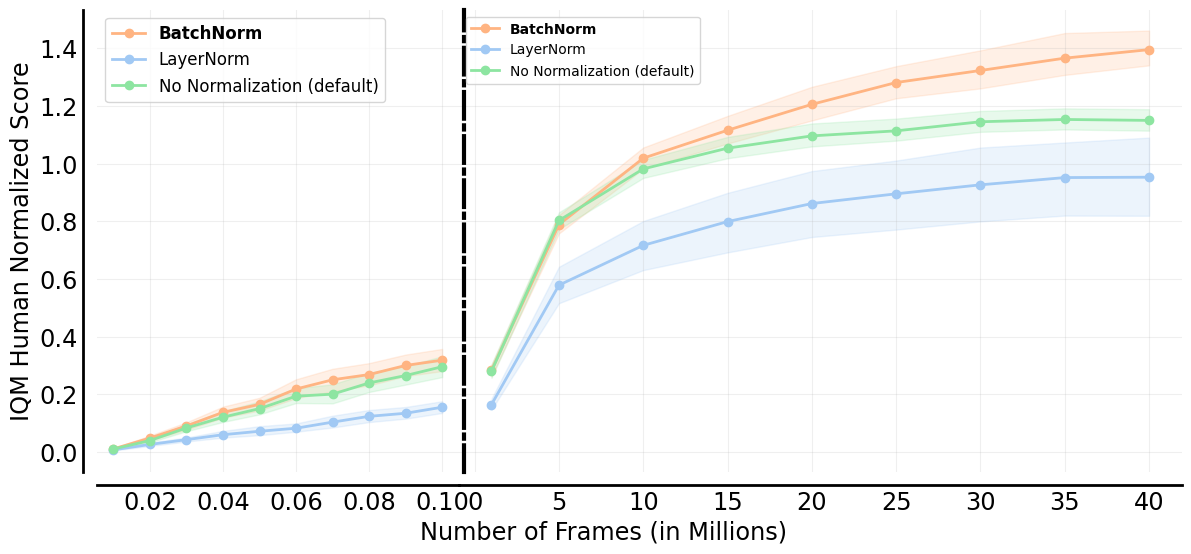 BatchNorm
LayerNorm
No Normalization (default)
BatchNorm
LayerNorm
No Normalization (default)
IQM Human Normalized Score
1.4
1.2
1.0
0.8
0.6
0.4
0.2
0.0
0.02 0.04 0.06 0.08 0.10 0 5 10 15 20 25 30 35 40
Number of Frames (in Millions)